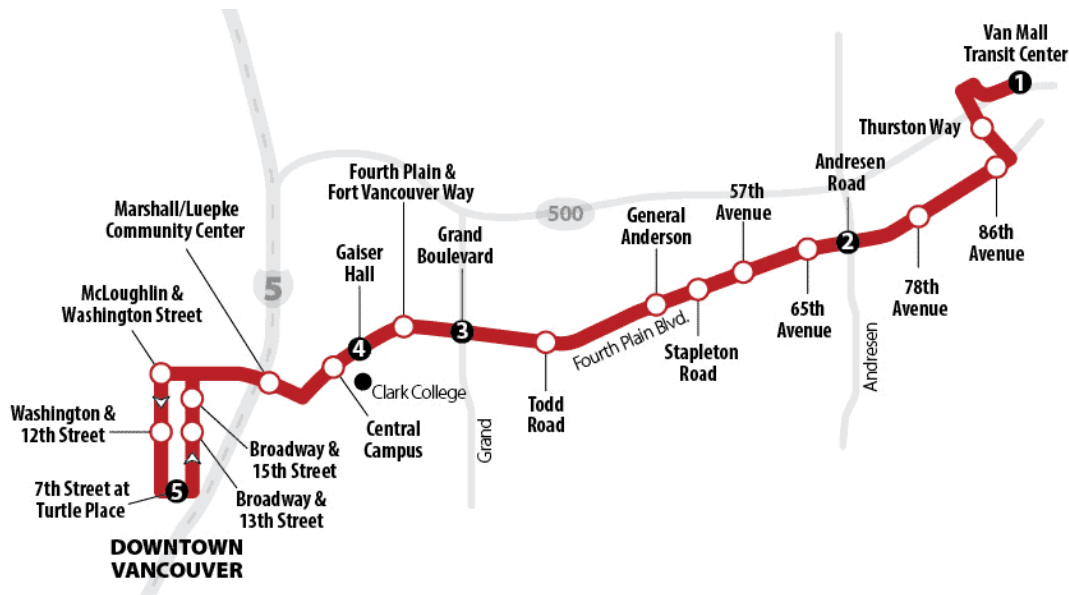 Van Mall
Transit Center
1
Thurston Way
86th
Avenue
78th
Avenue
Andresen
Road
2
Andresen
65th
Avenue
57th
Avenue
Stapleton
Road
General
Anderson
Fourth Plain Blvd.
500
Todd
Road
Grand
Boulevard
3
Grand
Fourth Plain &
Fort Vancouver Way
Gaiser
Hall
4
Clark College
Central
Campus
5
Marshall/Luepke
Community Center
McLoughlin &
Washington Street
Washington &
12th Street
7th Street at
Turtle Place
5
Broadway &
15th Street
Broadway &
13th Street
DOWNTOWN
VANCOUVER